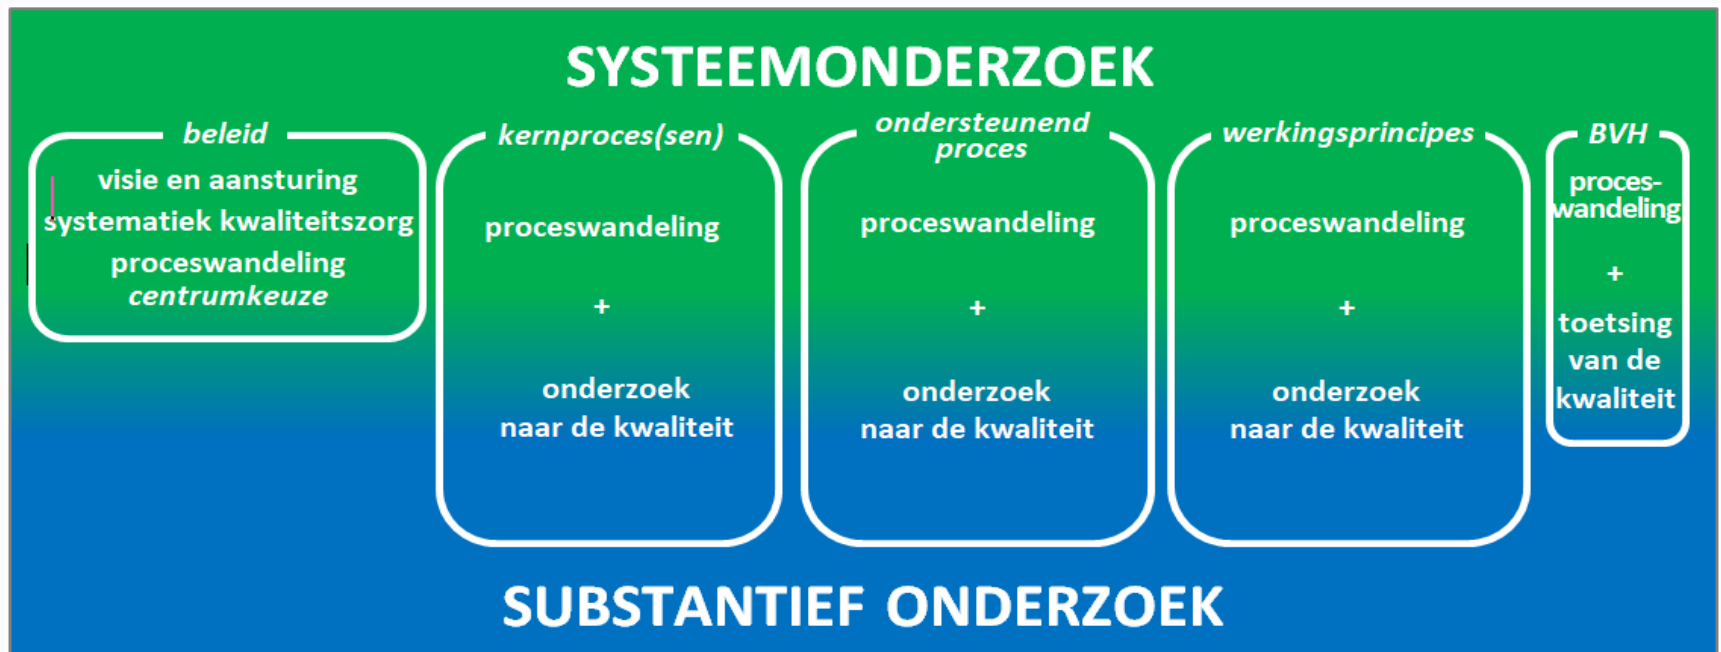 SYSTEEMONDERZOEK
beleid
visie en aansturing
systematiek kwaliteitszorg
proceswandeling
centrumkeuze
kernproces(sen)
proceswandeling
+
onderzoek
naar de kwaliteit
ondersteunend
proces
proceswandeling
+
onderzoek
naar de kwaliteit
werkingsprincipes
proceswandeling
+
onderzoek
naar de kwaliteit
BVH
proces-
wandeling
+
toetsing
van de
kwaliteit
SUBSTANTIEF ONDERZOEK